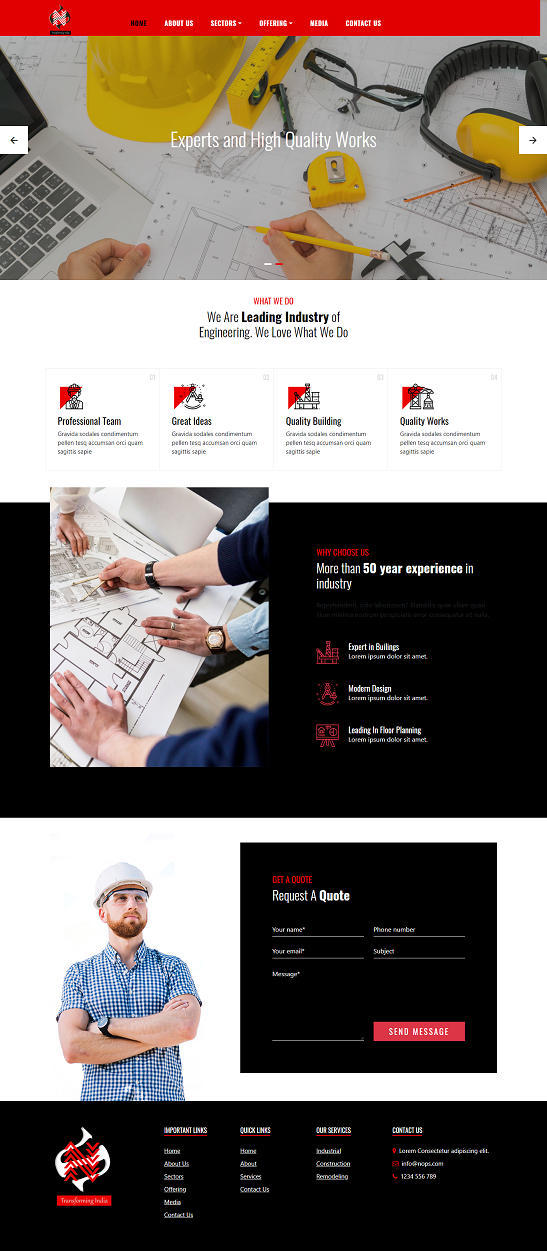 HOME ABOUT US SECTORS OFFERING MEDIA CONTACT US
Experts and High Quality Works
WHAT WE DO
We Are Leading Industry of
Engineering. We Love What We Do
01
Professional Team
Gravida sodales condimentum
pellen tesq accumsan orci quam
sagittis sapie
02
Great Ideas
Gravida sodales condimentum
pellen tesq accumsan orci quam
sagittis sapie
03
Quality Building
Gravida sodales condimentum
pellen tesq accumsan orci quam
sagittis sapie
04
Quality Works
Gravida sodales condimentum
pellen tesq accumsan orci quam
sagittis sapie
WHY CHOOSE US
More than 50 year experience in
industry
Expert in Builings
Lorem ipsum dolor sit amet.
Modern Design
Lorem ipsum dolor sit amet.
Leading In Floor Planning
Lorem ipsum dolor sit amet.
GET A QUOTE
Request A Quote
Your name*
Phone number
Your email*
Subject
Message*
SEND MESSAGE
Transforming India
IMPORTANT LINKS
Home
About Us
Sectors
Offering
Media
Contact Us
QUICK LINKS
Home
About
Services
Contact Us
OUR SERVICES
Industrial
Construction
Remodeling
CONTACT US
Lorem Consectetur adipiscing elit.
info@nops.com
1234 556 789